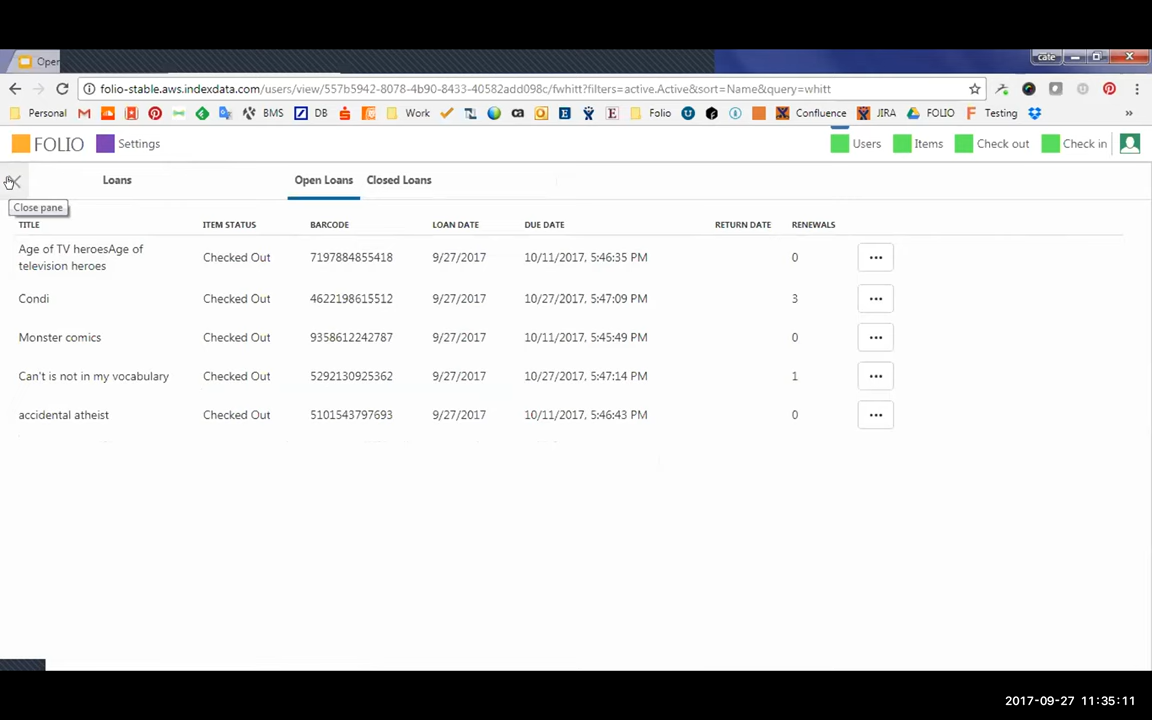 Open
cate
folio-stable.aws.indexdata.com/users/view/557b5942-8078-4b90-8433-40582add098c/fwhitt?filters=active.Active&sort=Name&query=whitt
Personal BMS DB Work Confluence JIRA FOLIO Testing »
Folio
FOLIO Settings Users Items Check out Check in
Loans Open Loans Closed Loans
Close pane
TITLE ITEM STATUS BARCODE LOAN DATE DUE DATE RETURN DATE RENEWALS
Age of TV heroesAge of
television heroes Checked Out 7197884855418 9/27/2017 10/11/2017, 5:46:35 PM 0 •••
Condi Checked Out 4622198615512 9/27/2017 10/27/2017, 5:47:09 PM 3 •••
Monster comics Checked Out 9358612242787 9/27/2017 10/11/2017, 5:45:49 PM 0 •••
Can't is not in my vocabulary Checked Out 5292130925362 9/27/2017 10/27/2017, 5:47:14 PM 1 •••
accidental atheist Checked Out 5101543797693 9/27/2017 10/11/2017, 5:46:43 PM 0 •••
2017-09-27 11:35:11